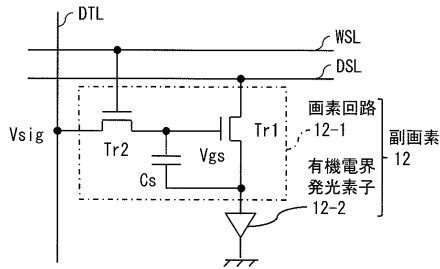 DTL
WSL
DSL
Vsig
Tr2
Cs
Vgs
Tr1
画素回路
12-1
有機電界
発光素子
12-2
副画素
12